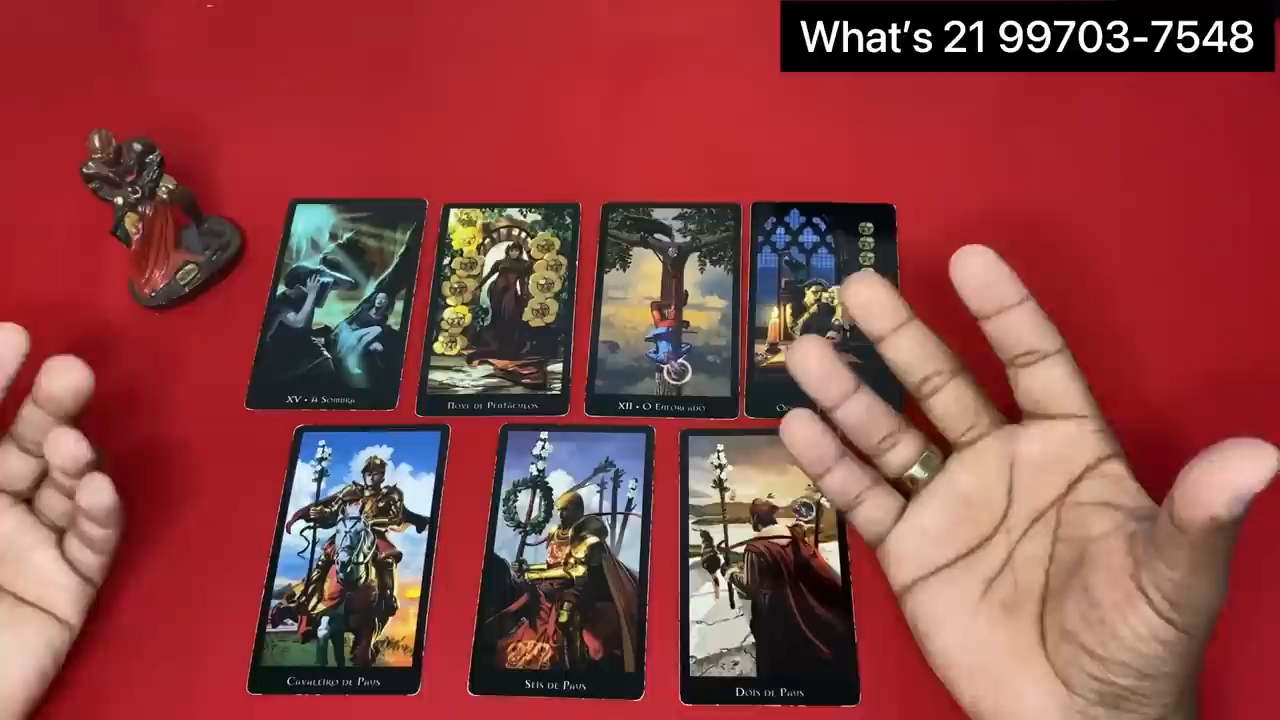 What's 21 99703-7548
XV • A Sombra
Nove de Pentáculos
XII • O Enforcado
Cavaleiro de Paus
Seis de Paus
Dois de Paus